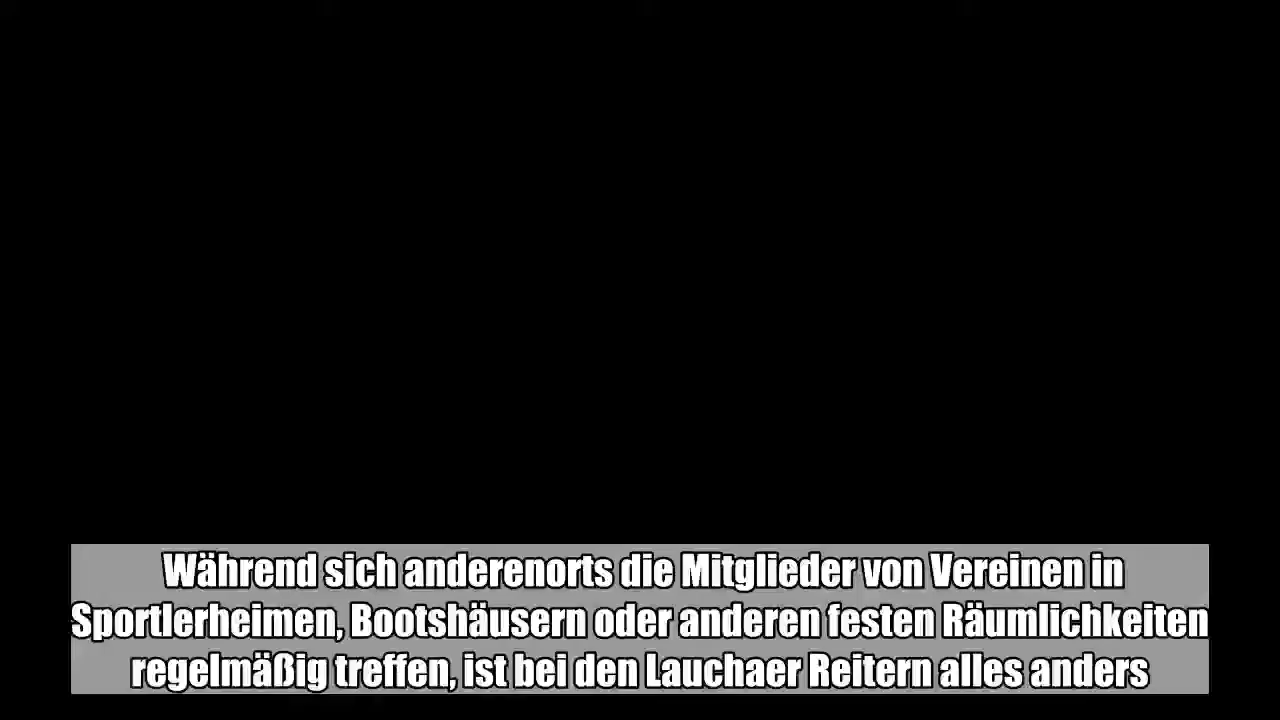 Während sich anderenorts die Mitglieder von Vereinen in
Sportlerheimen, Bootshäusern oder anderen festen Räumlichkeiten
regelmäßig treffen, ist bei den Lauchaer Reitern alles anders